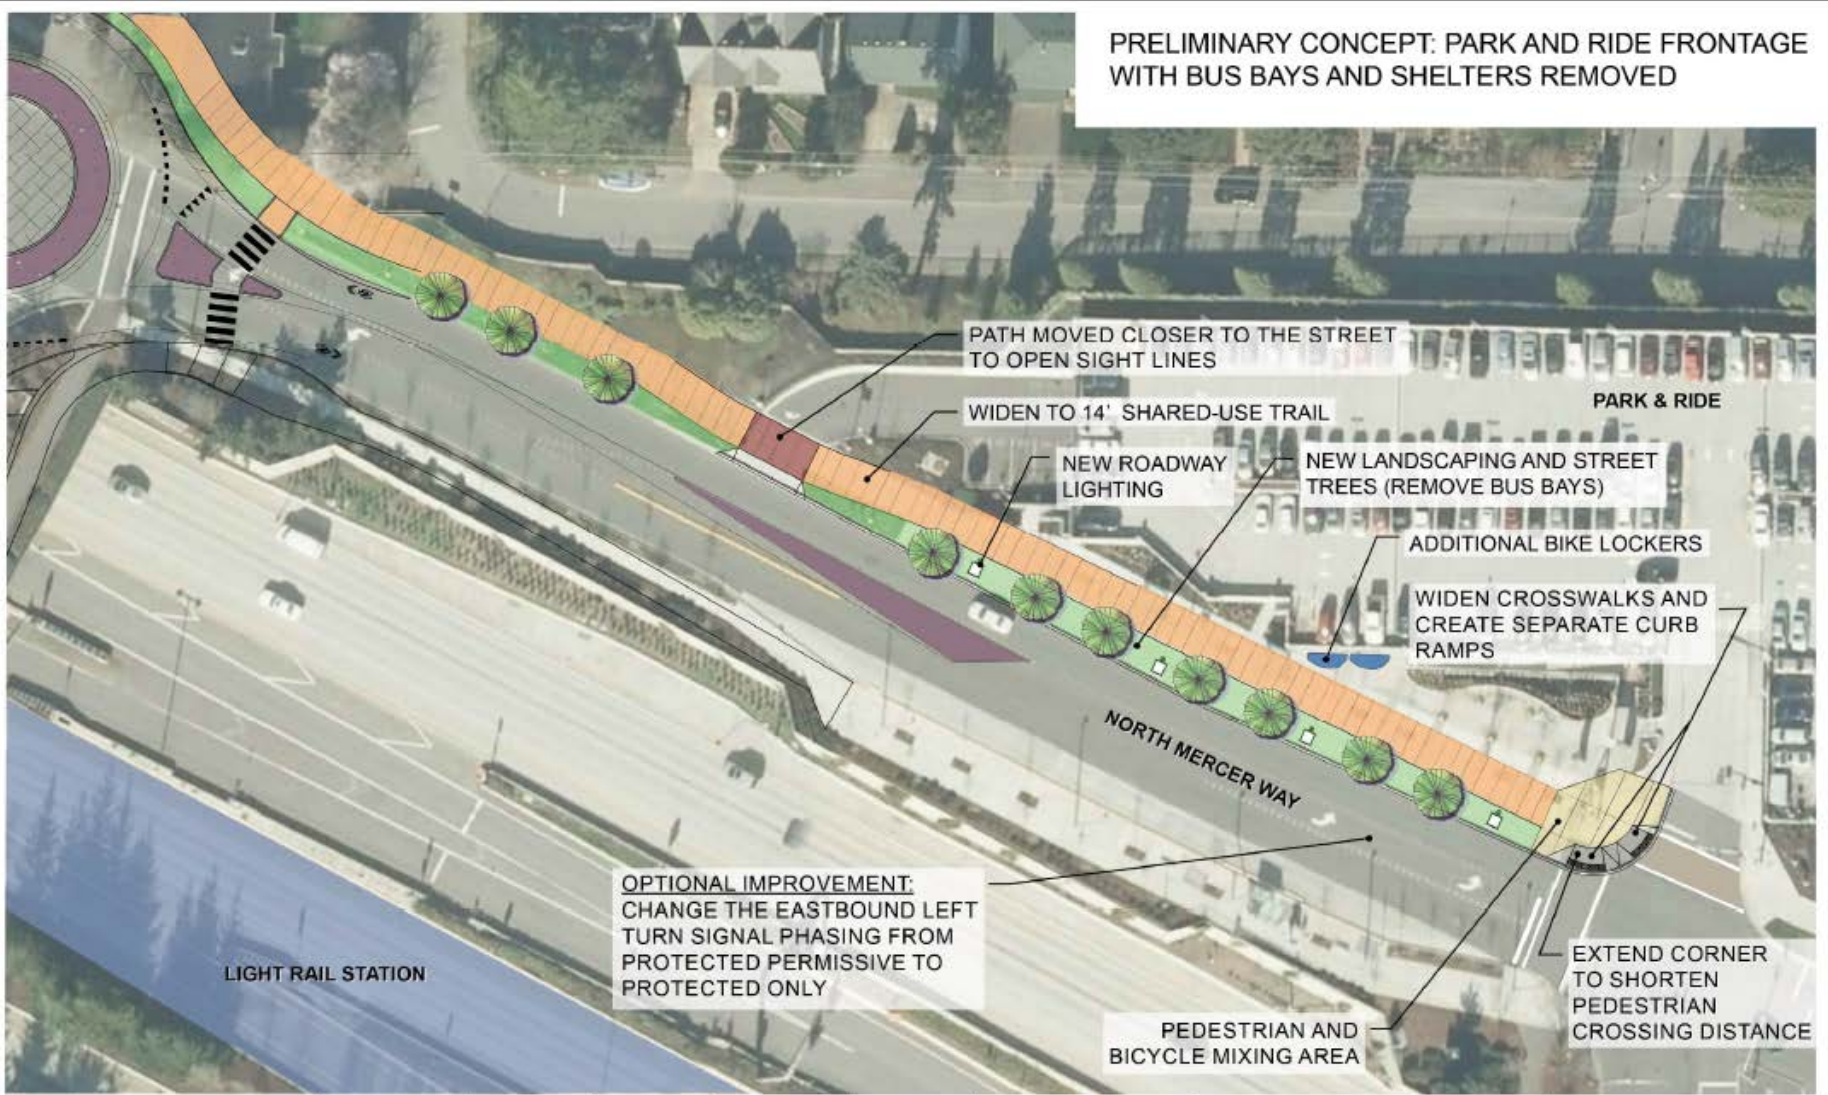 PRELIMINARY CONCEPT: PARK AND RIDE FRONTAGE
WITH BUS BAYS AND SHELTERS REMOVED
PATH MOVED CLOSER TO THE STREET
TO OPEN SIGHT LINES
PARK & RIDE
WIDEN TO 14' SHARED-USE TRAIL
NEW ROADWAY
LIGHTING
NEW LANDSCAPING AND STREET
TREES (REMOVE BUS BAYS)
ADDITIONAL BIKE LOCKERS
WIDEN CROSSWALKS AND
CREATE SEPARATE CURB
RAMPS
NORTH MERCER WAY
OPTIONAL IMPROVEMENT:
CHANGE THE EASTBOUND LEFT
TURN SIGNAL PHASING FROM
PROTECTED PERMISSIVE TO
PROTECTED ONLY
LIGHT RAIL STATION
EXTEND CORNER
TO SHORTEN
PEDESTRIAN
CROSSING DISTANCE
PEDESTRIAN AND
BICYCLE MIXING AREA